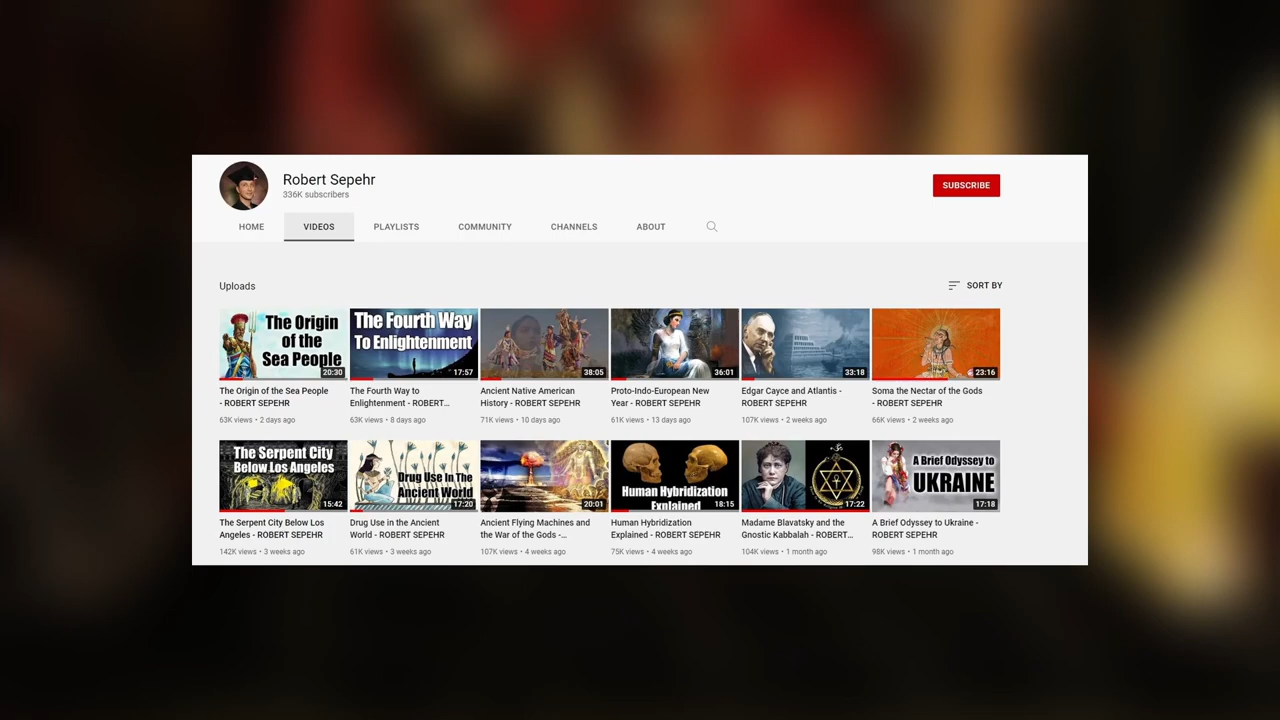 Robert Sepehr
336K subscribers
SUBSCRIBE
HOME VIDEOS PLAYLISTS COMMUNITY CHANNELS ABOUT
Uploads
SORT BY
The Origin
of the
Sea People
20:30
The Fourth Way
To Enlightenment
17:57
38:05
36:01
33:18
23:16
The Origin of the Sea People
- ROBERT SEPEHR
63K views • 2 days ago
The Fourth Way to
Enlightenment - ROBERT...
63K views • 8 days ago
Ancient Native American
History - ROBERT SEPEHR
71K views • 10 days ago
Proto-Indo-European New
Year - ROBERT SEPEHR
61K views • 13 days ago
Edgar Cayce and Atlantis -
ROBERT SEPEHR
107K views • 2 weeks ago
Soma the Nectar of the Gods
- ROBERT SEPEHR
66K views • 2 weeks ago
The Serpent City
Below Los Angeles
15:42
Drug Use In The
Ancient World
17:20
20:01
Human Hybridization
Explained
18:15
17:22
A Brief Odyssey to
UKRAINE
17:18
The Serpent City Below Los
Angeles - ROBERT SEPEHR
142K views • 3 weeks ago
Drug Use in the Ancient
World - ROBERT SEPEHR
61K views • 3 weeks ago
Ancient Flying Machines and
the War of the Gods -...
107K views • 4 weeks ago
Human Hybridization
Explained - ROBERT SEPEHR
75K views • 4 weeks ago
Madame Blavatsky and the
Gnostic Kabbalah - ROBERT...
104K views • 1 month ago
A Brief Odyssey to Ukraine -
ROBERT SEPEHR
98K views • 1 month ago